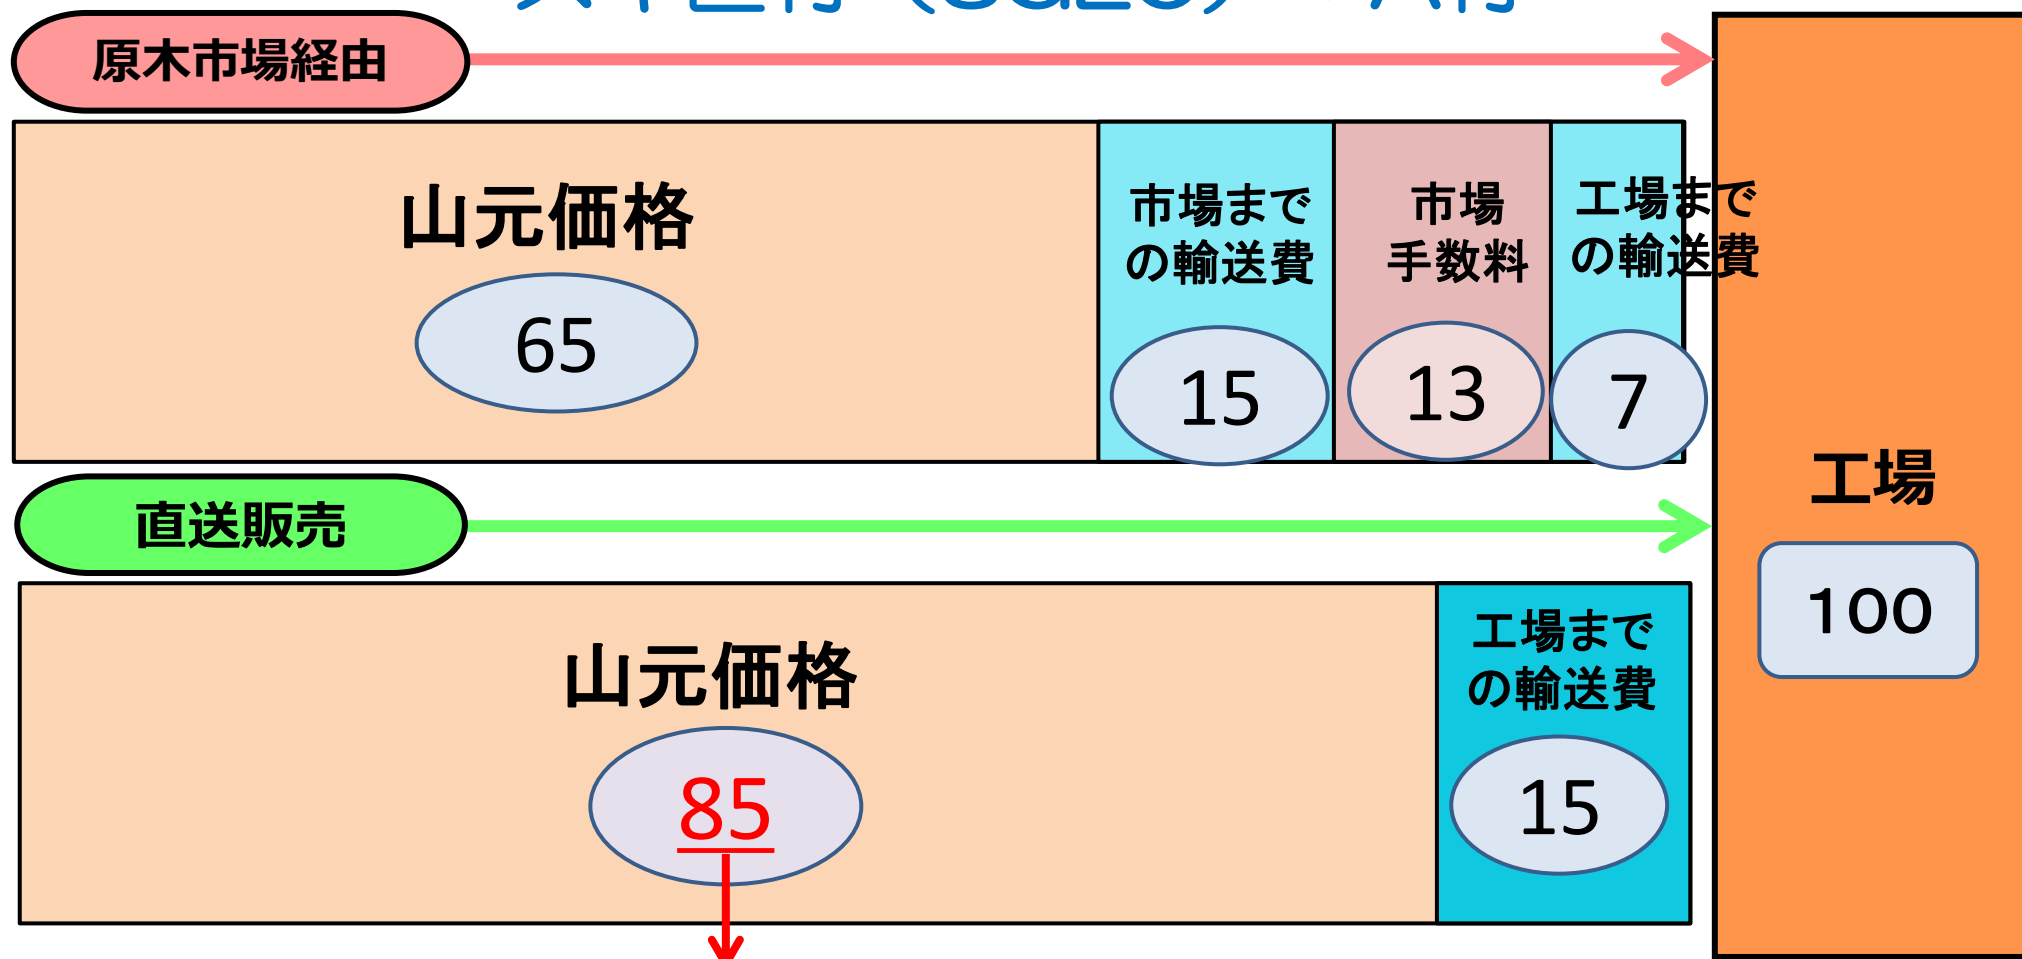 原木市場経由
山元価格
65
市場まで
の輸送費
15
市場
手数料
13
工場まで
の輸送費
7
直送販売
山元価格
85
工場まで
の輸送費
15
工場
100